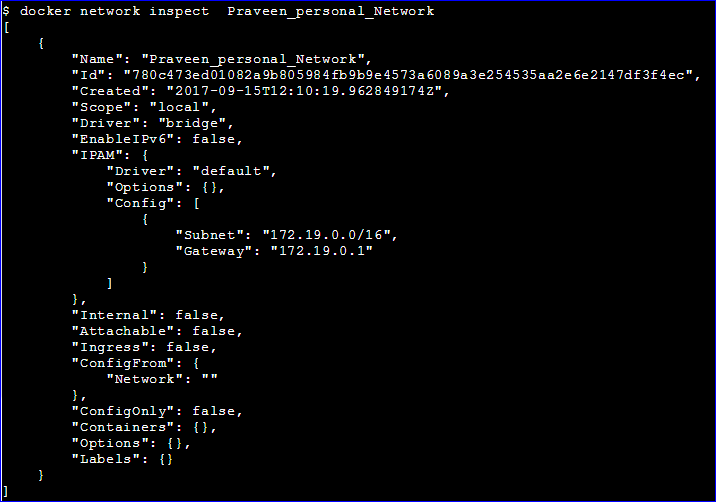 $ docker network inspect  Praveen_personal_Network
[
    {
        "Name": "Praveen_personal_Network",
        "Id": "780c473ed01082a9b805984fb9b9e4573a6089a3e254535aa2e6e2147df3f4ec",
        "Created": "2017-09-15T12:10:19.962849174Z",
        "Scope": "local",
        "Driver": "bridge",
        "EnableIPv6": false,
        "IPAM": {
            "Driver": "default",
            "Options": {},
            "Config": [
                {
                    "Subnet": "172.19.0.0/16",
                    "Gateway": "172.19.0.1"
                }
            ]
        },
        "Internal": false,
        "Attachable": false,
        "Ingress": false,
        "ConfigFrom": {
            "Network": ""
        },
        "ConfigOnly": false,
        "Containers": {},
        "Options": {},
        "Labels": {}
    }
]